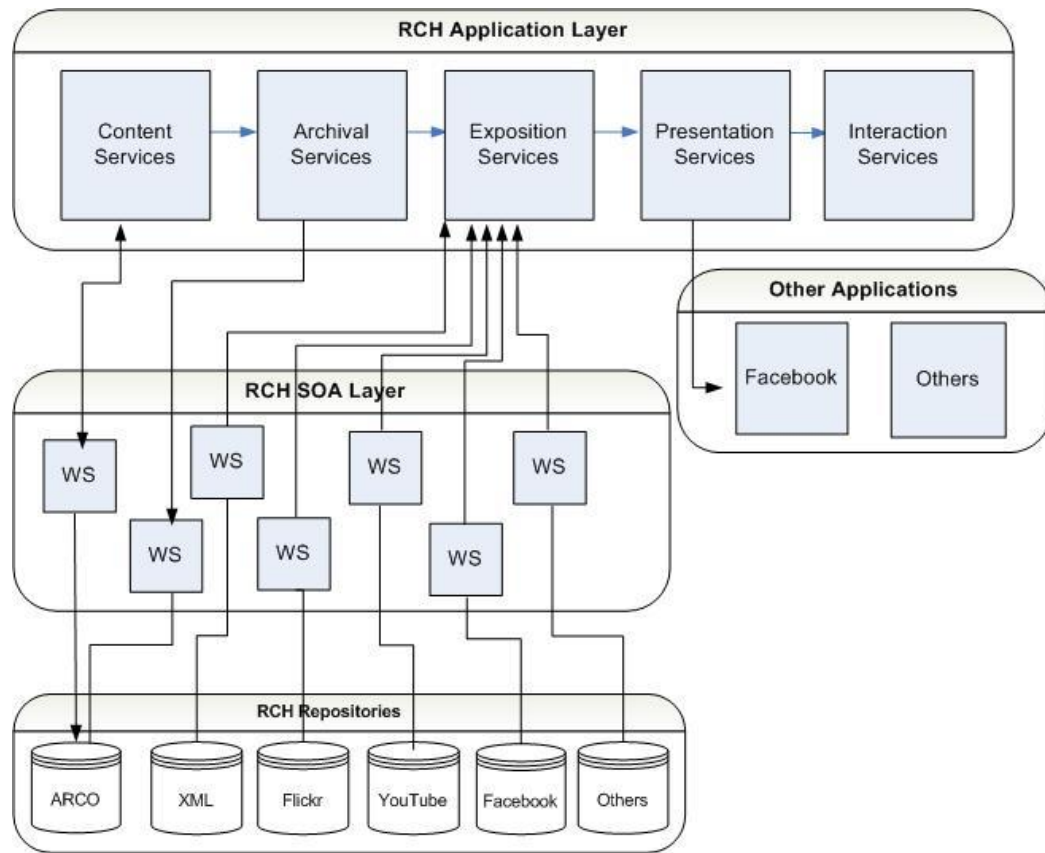 RCH Application Layer
Content
Services
Archival
Services
Exposition
Services
Presentation
Services
Interaction
Services
Other Applications
Facebook
Others
RCH SOA Layer
WS
WS
WS
WS
WS
WS
WS
RCH Repositories
ARCO
XML
Flickr
YouTube
Facebook
Others